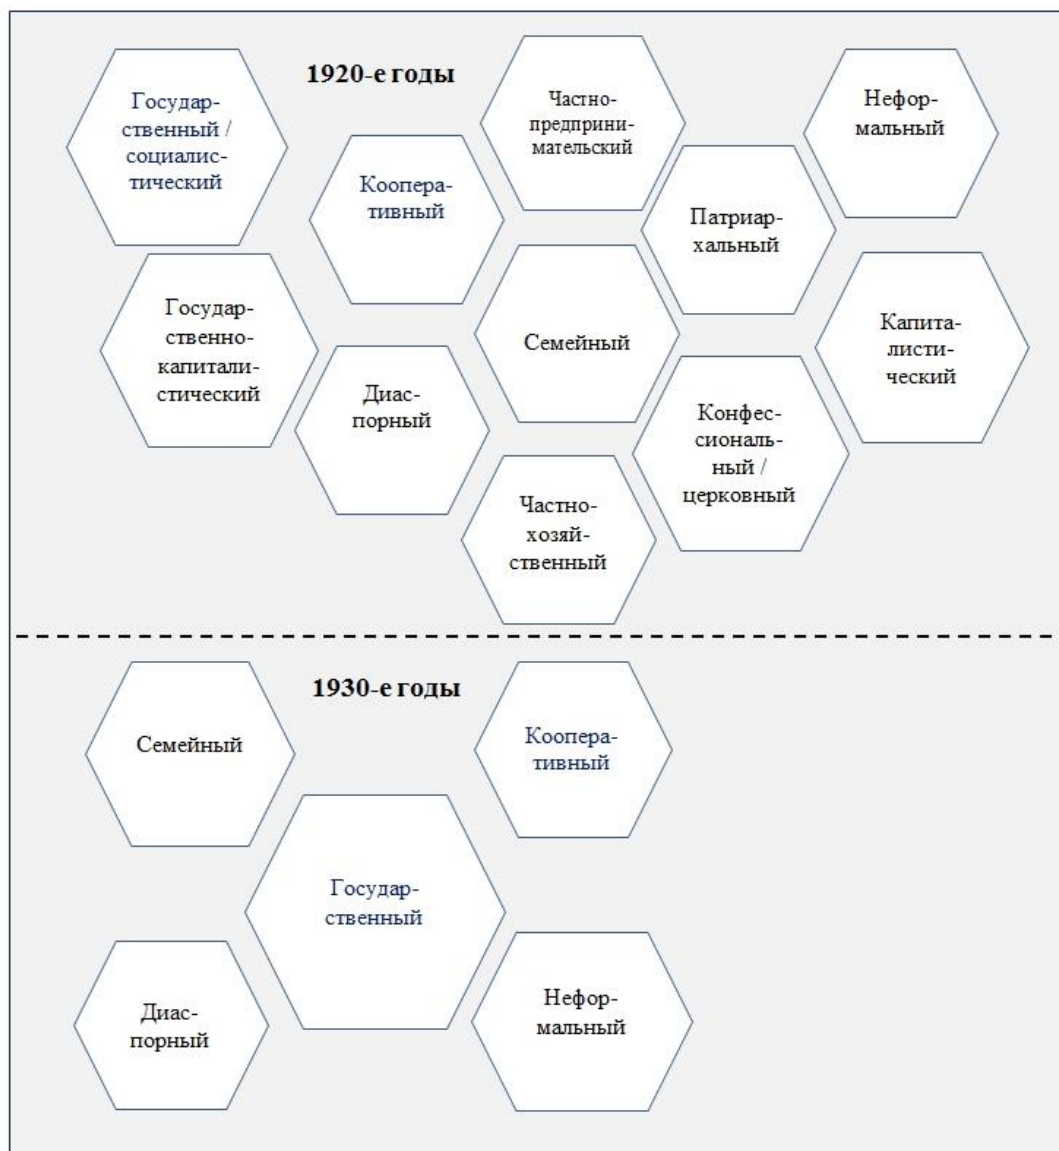 1920-е годы
Государ-
ственный /
социалис-
тический
Коопера-
тивный
Частно-
предприни-
мательский
Нефор-
мальный
Патриар-
хальный
Государ-
ственно-
капитали-
стический
Диас-
порный
Семейный
Капита-
листи-
ческий
Конфес-
сиональ-
ный /
церковный
Частно-
хозяй-
ственный
1930-е годы
Семейный
Коопера-
тивный
Государ-
ственный
Диас-
порный
Нефор-
мальный